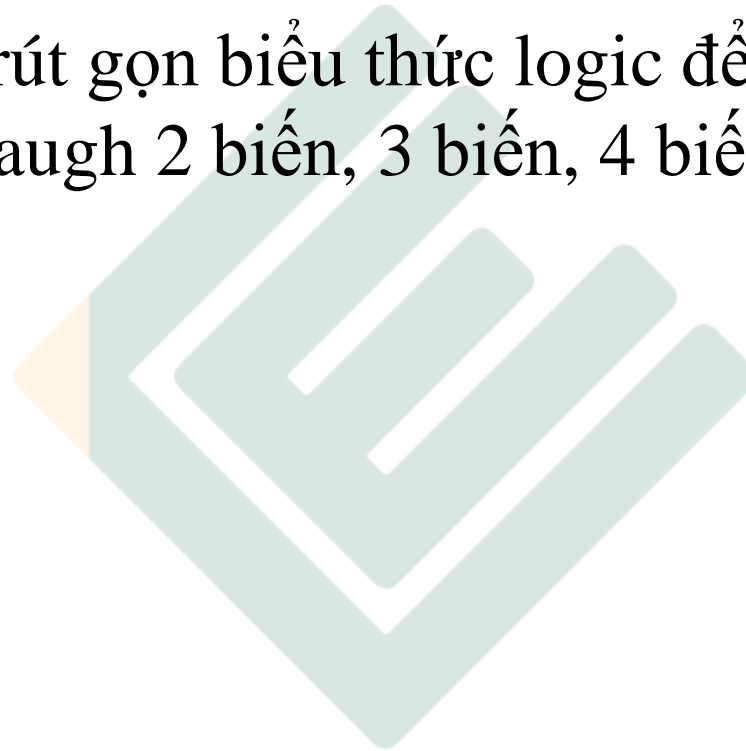 rút gọn biểu thức logic để
augh 2 biến, 3 biến, 4 biế